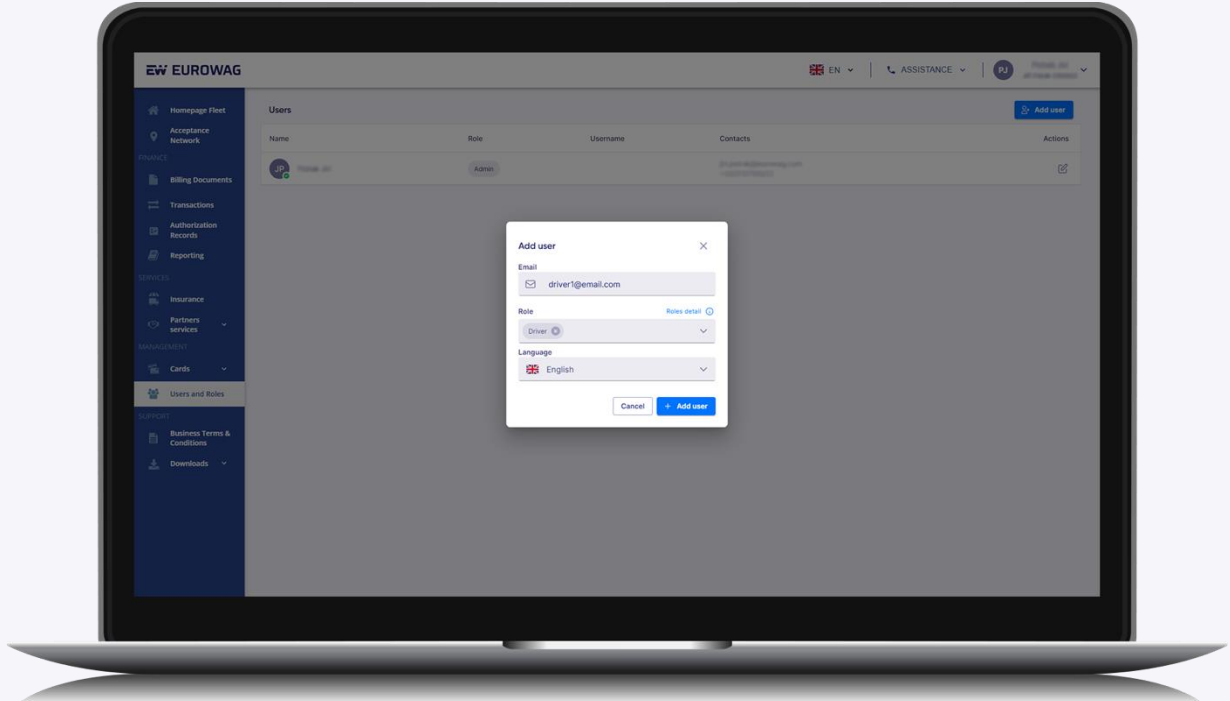 EW EUROWAG
EN
ASSISTANCE
PJ
Homepage Fleet
Acceptance
Network
FINANCE
Billing Documents
Transactions
Authorization
Records
Reporting
SERVICES
Insurance
Partners
services
MANAGEMENT
Cards
Users and Roles
SUPPORT
Business Terms &
Conditions
Downloads
Users
Add user
Name Role Username Contacts Actions
JP
Admin
Add user
Email
driver1@email.com
Role Roles detail
Driver
Language
English
Cancel + Add user